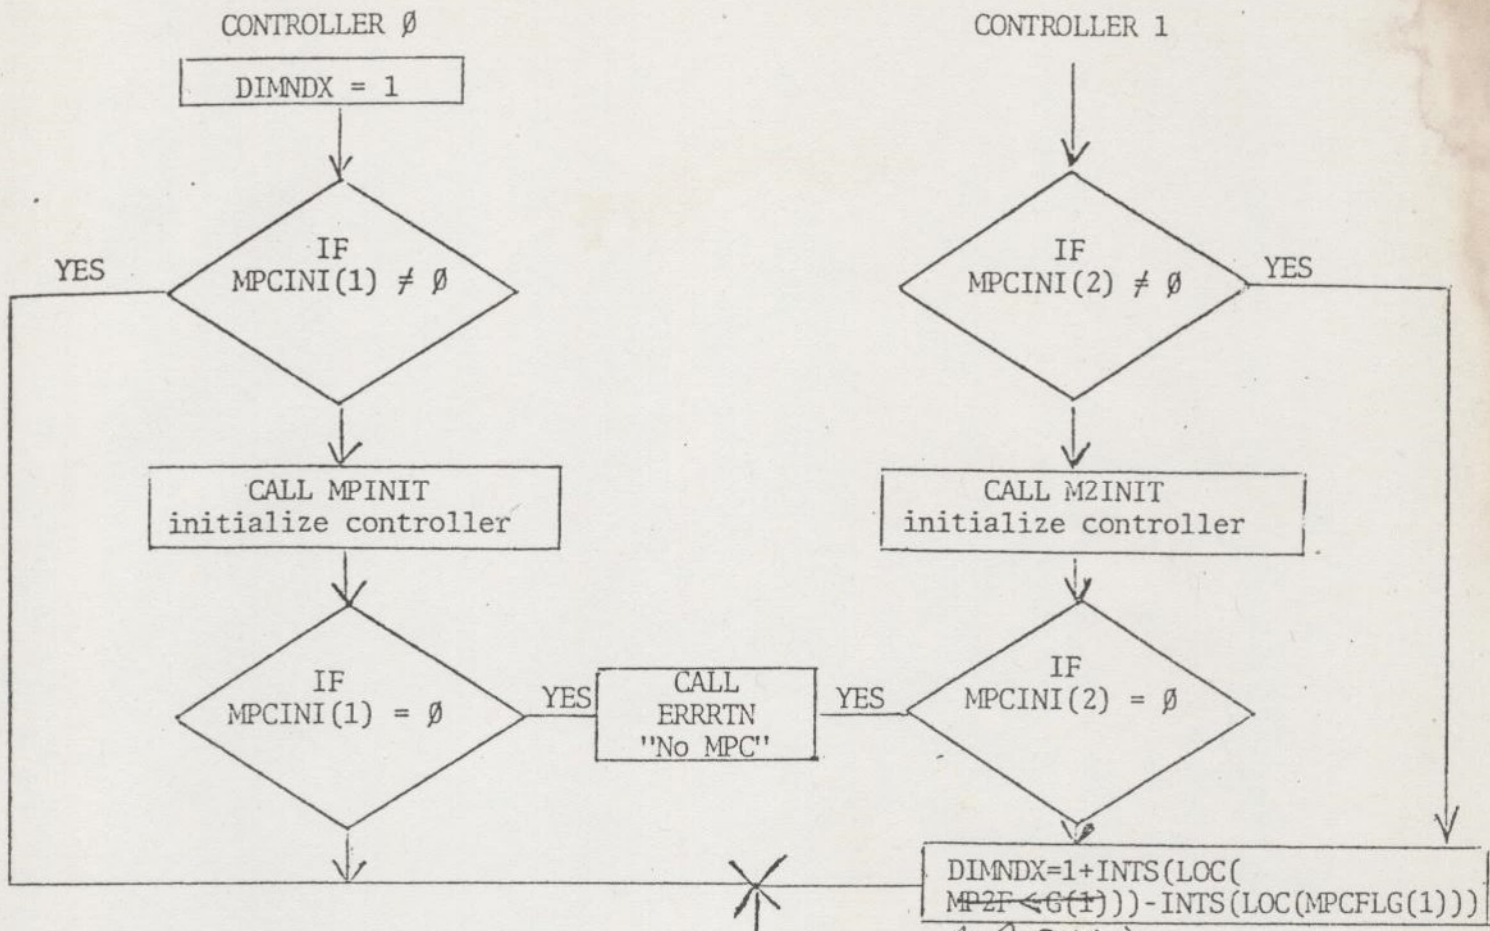 CONTROLLER Ø
DIMNDX = 1
IF
MPCINI(1) ≠ Ø
YES
CALL MPINIT
initialize controller
IF
MPCINI(1) = Ø
YES
CALL
ERRRTN
"No MPC"
CONTROLLER 1
IF
MPCINI(2) ≠ Ø
YES
CALL M2INIT
initialize controller
IF
MPCINI(2) = Ø
YES
DIMNDX=1+INTS(LOC(
G(1)))-INTS(LOC(MPCFLG(1)))